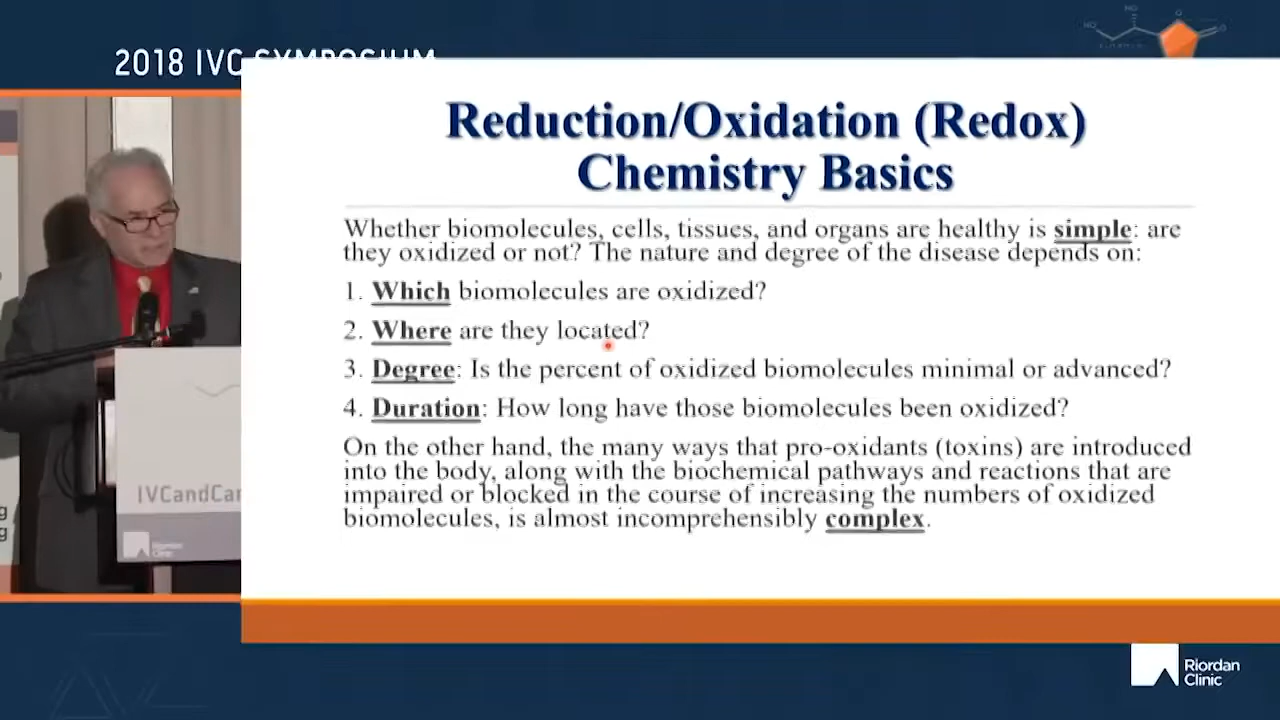 2018 IVC SYMPOSIUM
Reduction/Oxidation (Redox)
Chemistry Basics
Whether biomolecules, cells, tissues, and organs are healthy is simple: are
they oxidized or not? The nature and degree of the disease depends on:
1. Which biomolecules are oxidized?
2. Where are they located?
3. Degree: Is the percent of oxidized biomolecules minimal or advanced?
4. Duration: How long have those biomolecules been oxidized?
On the other hand, the many ways that pro-oxidants (toxins) are introduced
into the body, along with the biochemical pathways and reactions that are
impaired or blocked in the course of increasing the numbers of oxidized
biomolecules, is almost incomprehensibly complex.
IVCandCan
Riordan
Clinic
g
g
HO
HO
O
O
Riordan
Clinic